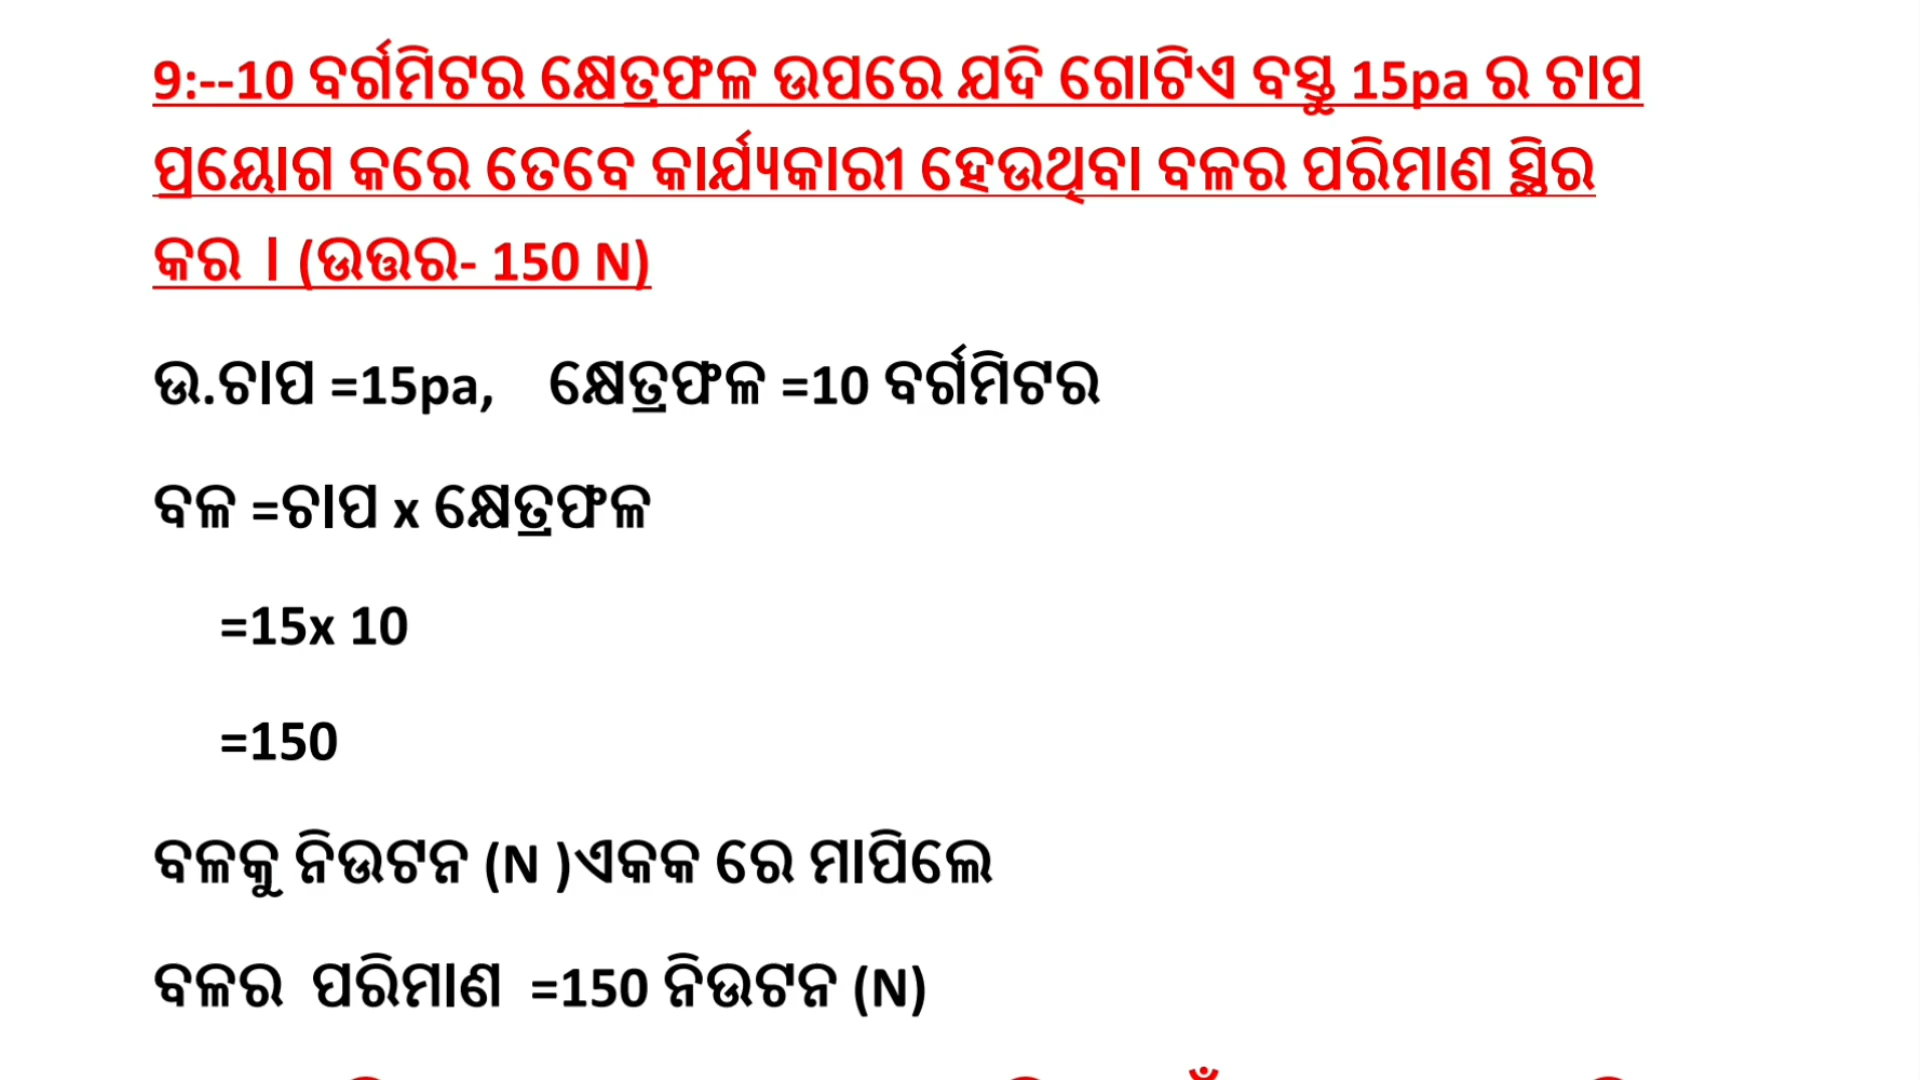 9:--10 ବର୍ଗମିଟର କ୍ଷେତ୍ରଫଳ ଉପରେ ଯଦି ଗୋଟିଏ ବସ୍ତୁ 15pa ର ଚାପ
ପ୍ରୟୋଗ କରେ ତେବେ କାର୍ଯ୍ୟକାରୀ ହେଉଥିବା ବଳର ପରିମାଣ ସ୍ଥିର
କର । (ଉତ୍ତର- 150 N)
ଉ.ଚାପ =15pa, କ୍ଷେତ୍ରଫଳ =10 ବର୍ଗମିଟର
ବଳ =ଚାପ x କ୍ଷେତ୍ରଫଳ
=15x 10
=150
ବଳକୁ ନିଉଟନ (N )ଏକକ ରେ ମାପିଲେ
ବଳର ପରିମାଣ =150 ନିଉଟନ (N)